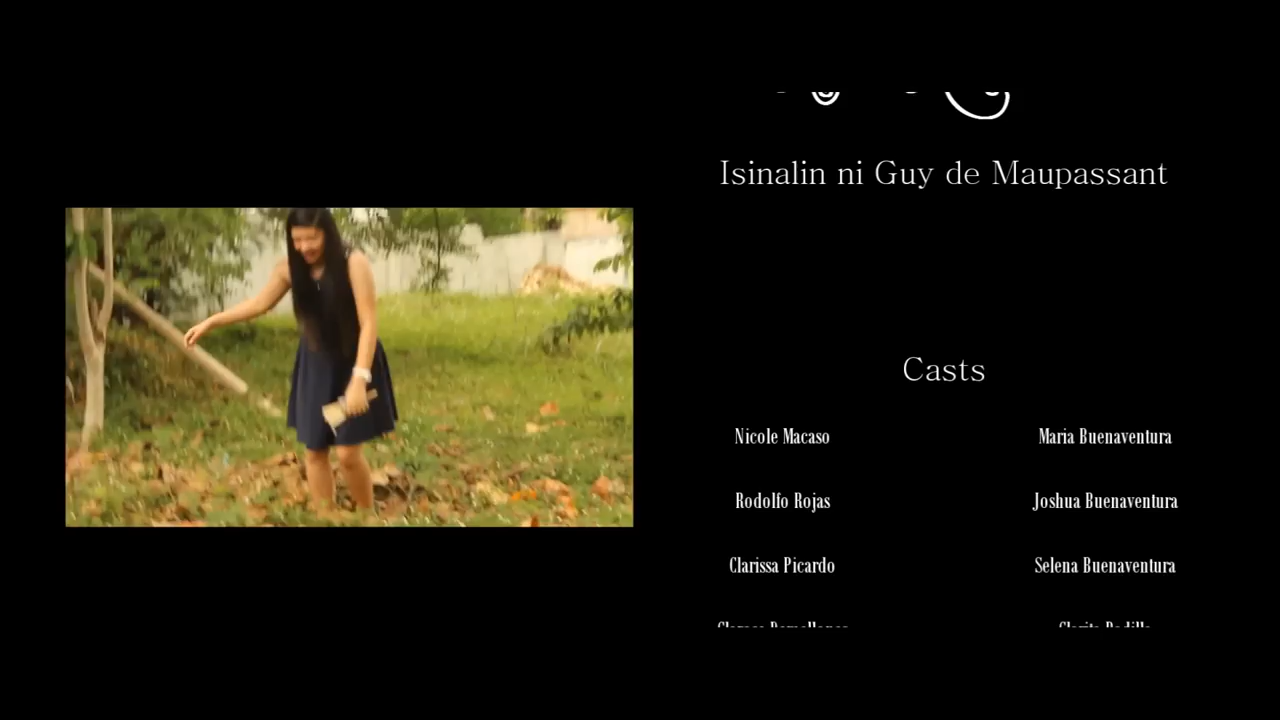 Isinalin ni Guy de Maupassant
Casts
Nicole Macaso Maria Buenaventura
Rodolfo Rojas Joshua Buenaventura
Clarissa Picardo Selena Buenaventura